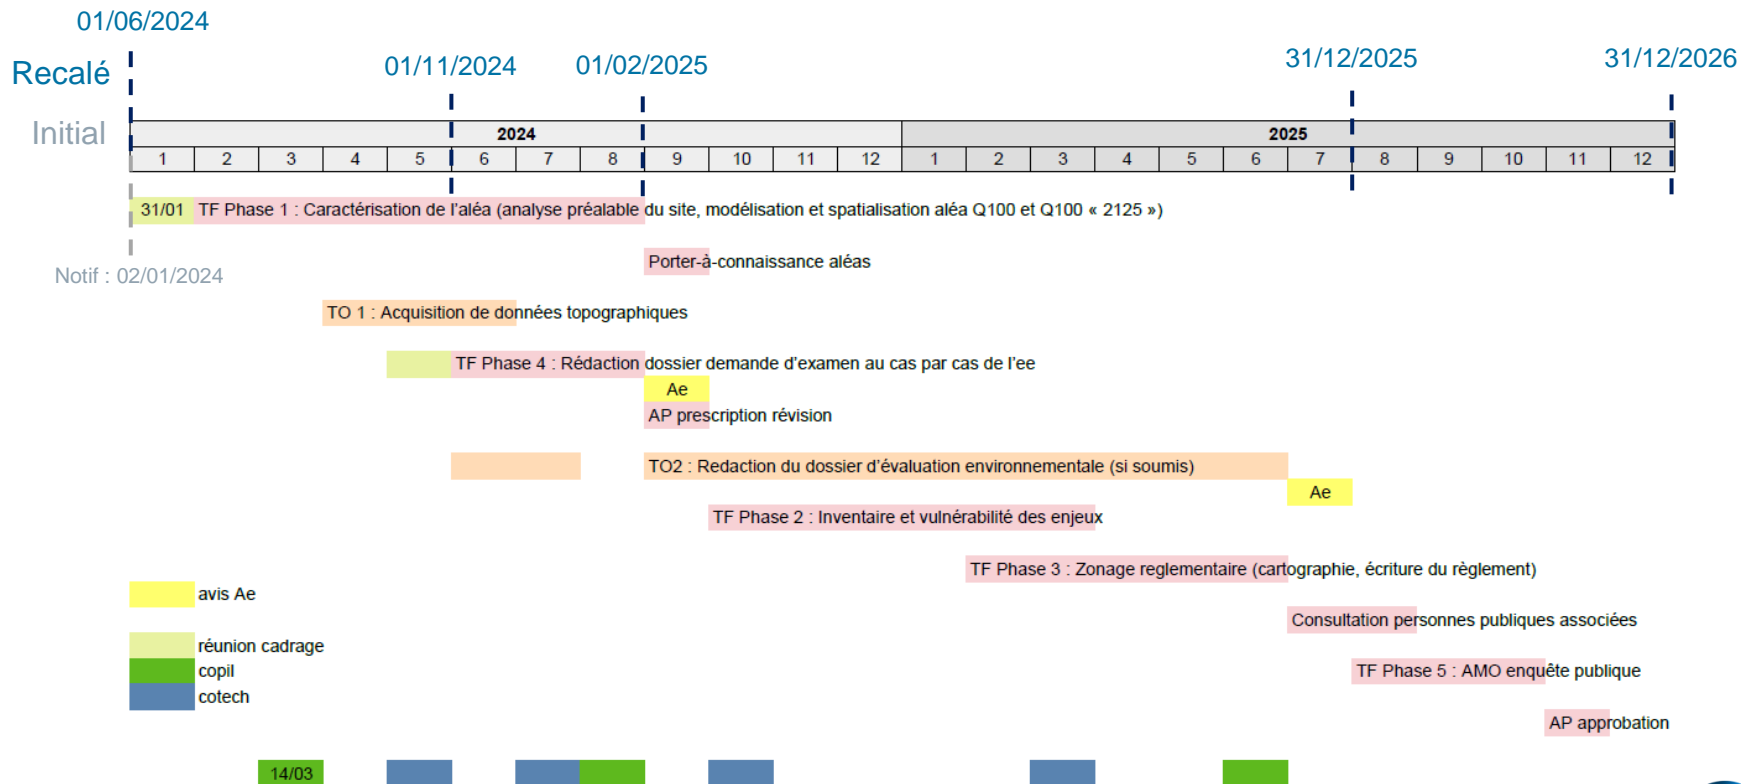 01/06/2024
Recalé
01/11/2024
01/02/2025
31/12/2025
31/12/2026
Initial
2024
2025
1 2 3 4 5 6 7 8 9 10 11 12 1 2 3 4 5 6 7 8 9 10 11 12
31/01 TF Phase 1 : Caractérisation de l'aléa (analyse préalable du site, modélisation et spatialisation aléa Q100 et Q100 « 2125 »)
Porter-à-connaissance aléas
Notif : 02/01/2024
TO 1 : Acquisition de données topographiques
TF Phase 4 : Rédaction dossier demande d'examen au cas par cas de l'ee
Ae
AP prescription révision
TO2 : Redaction du dossier d'évaluation environnementale (si soumis)
Ae
TF Phase 2 : Inventaire et vulnérabilité des enjeux
TF Phase 3 : Zonage reglementaire (cartographie, écriture du règlement)
avis Ae
Consultation personnes publiques associées
réunion cadrage
copil
TF Phase 5 : AMO enquête publique
cotech
AP approbation
14/03